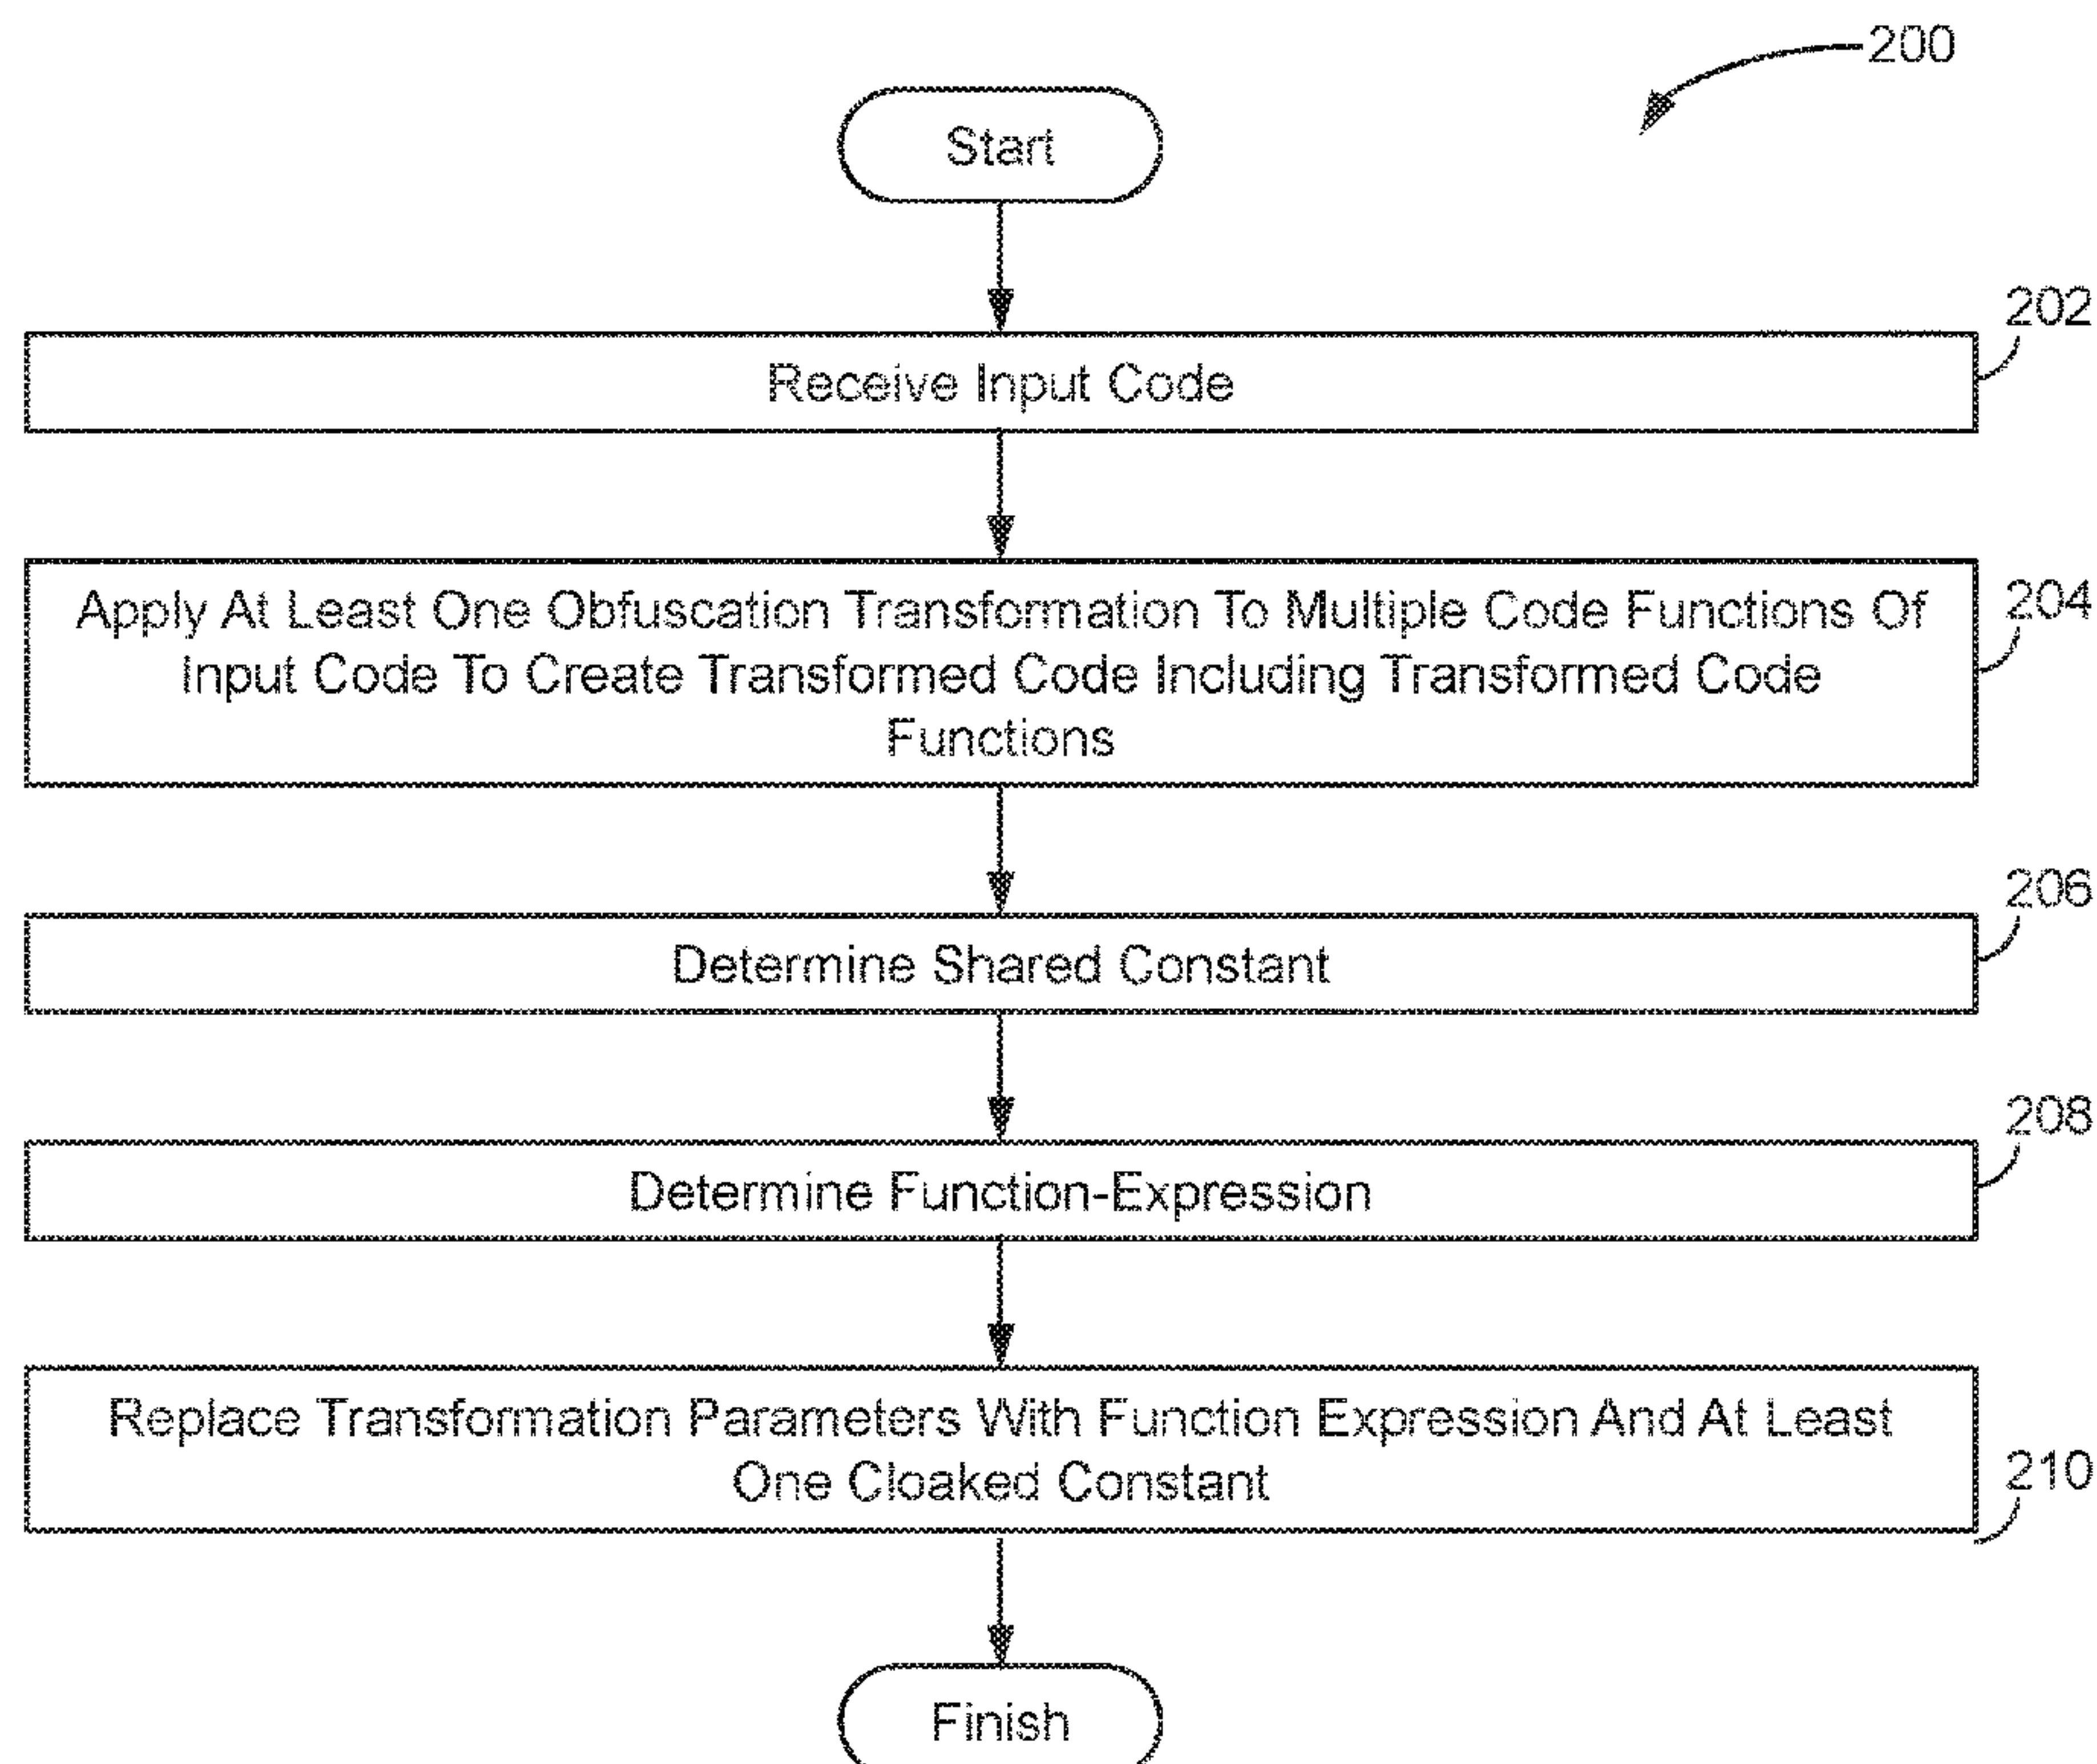 200
Start
202
Receive Input Code
204
Apply At Least One Obfuscation Transformation To Multiple Code Functions Of
Input Code To Create Transformed Code Including Transformed Code
Functions
206
Determine Shared Constant
208
Determine Function-Expression
Replace Transformation Parameters With Function Expression And At Least
One Cloaked Constant
210
Finish